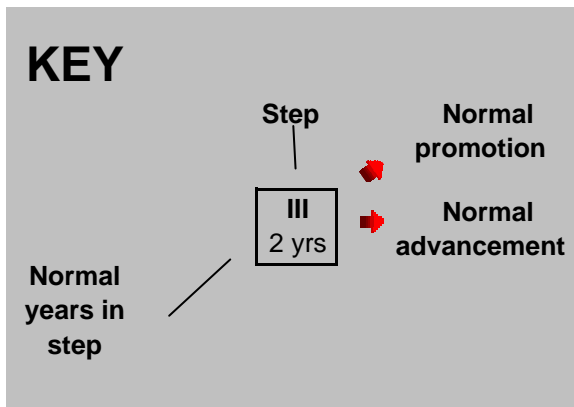 KEY
Step
Normal
promotion
III
2 yrs
Normal
advancement
Normal
years in
step